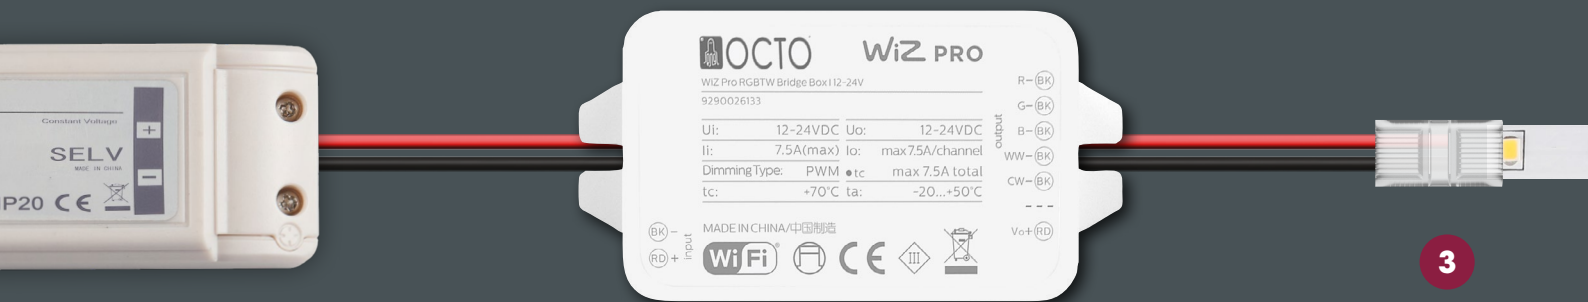 Constant Voltage
SELV
MADE IN CHINA
IP20 CE
+
−
OCTO WiZ PRO
WiZ Pro RGBTW Bridge Box | 12-24V
9290026133
Ui: 12-24VDC Uo: 12-24VDC
Ii: 7.5A(max) Io: max7.5A/channel
Dimming Type: PWM •tc max 7.5A total
tc: +70°C ta: -20...+50°C
MADE IN CHINA/中国制造
WiFi CE III
BK −
RD +
input
output
R− BK
G− BK
B− BK
WW− BK
CW− BK
---
Vo+ RD
3